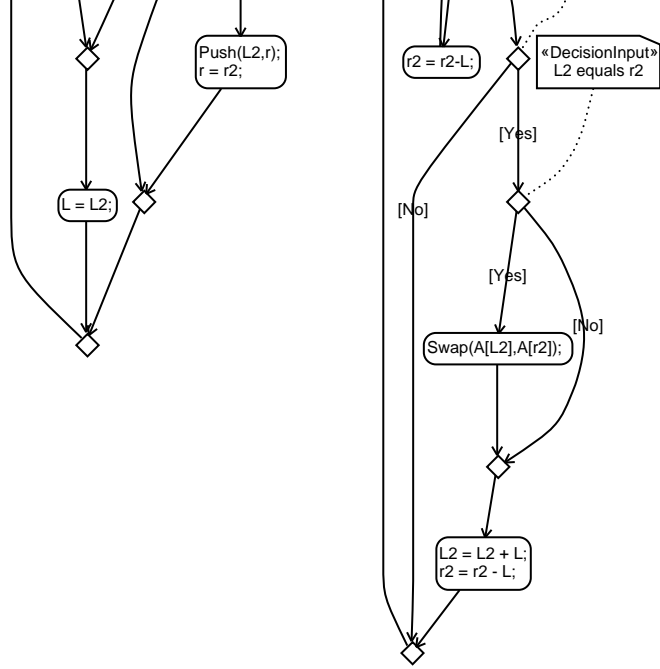 Push(L2,r);
r = r2;
r2 = r2-L;
«DecisionInput»
L2 equals r2
[Yes]
L = L2;
[No]
[Yes]
[No]
Swap(A[L2],A[r2]);
L2 = L2 + L;
r2 = r2 - L;